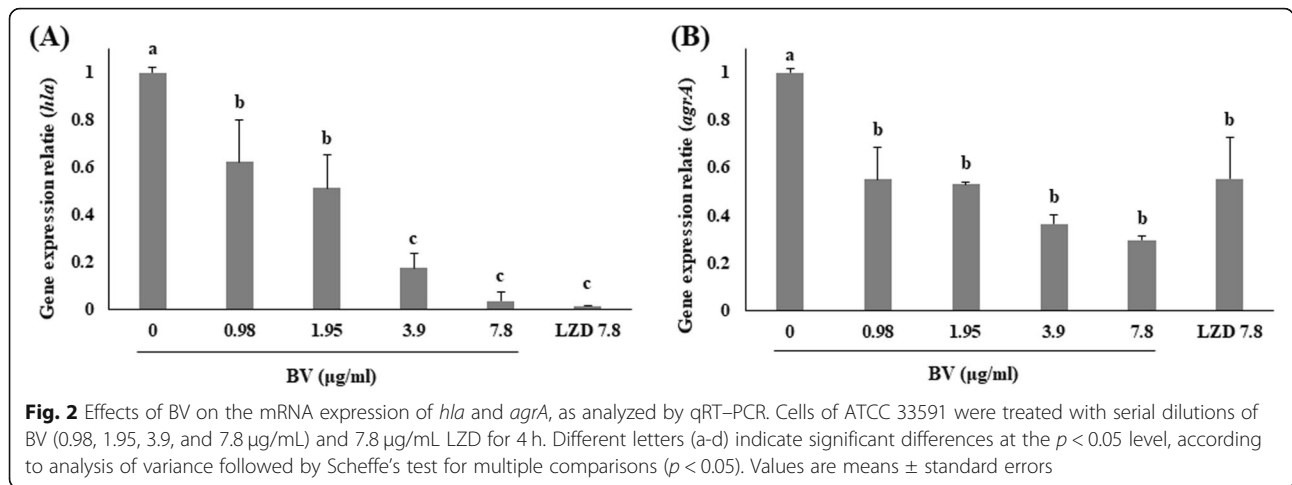 (A)
Gene expression relatie (hla)
1
0.8
0.6
0.4
0.2
0
a
b
b
c
c
c
0 0.98 1.95 3.9 7.8 LZD 7.8
BV (µg/ml)
(B)
Gene expression relatie (agrA)
1
0.8
0.6
0.4
0.2
0
a
b
b
b
b
b
0 0.98 1.95 3.9 7.8 LZD 7.8
BV (µg/ml)
Fig. 2 Effects of BV on the mRNA expression of hla and agrA, as analyzed by qRT–PCR. Cells of ATCC 33591 were treated with serial dilutions of
BV (0.98, 1.95, 3.9, and 7.8 µg/mL) and 7.8 µg/mL LZD for 4 h. Different letters (a-d) indicate significant differences at the p < 0.05 level, according
to analysis of variance followed by Scheffe's test for multiple comparisons (p < 0.05). Values are means ± standard errors